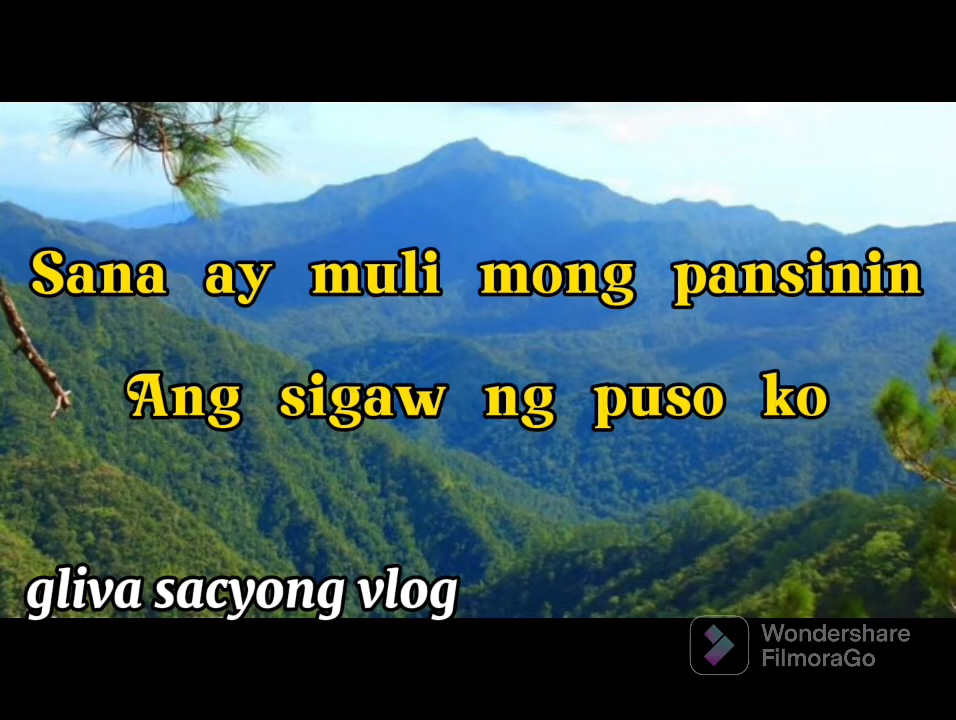 Sana ay muli mong pansinin
Ang sigaw ng puso ko
gliva sacyong vlog
Wondershare
FilmoraGo